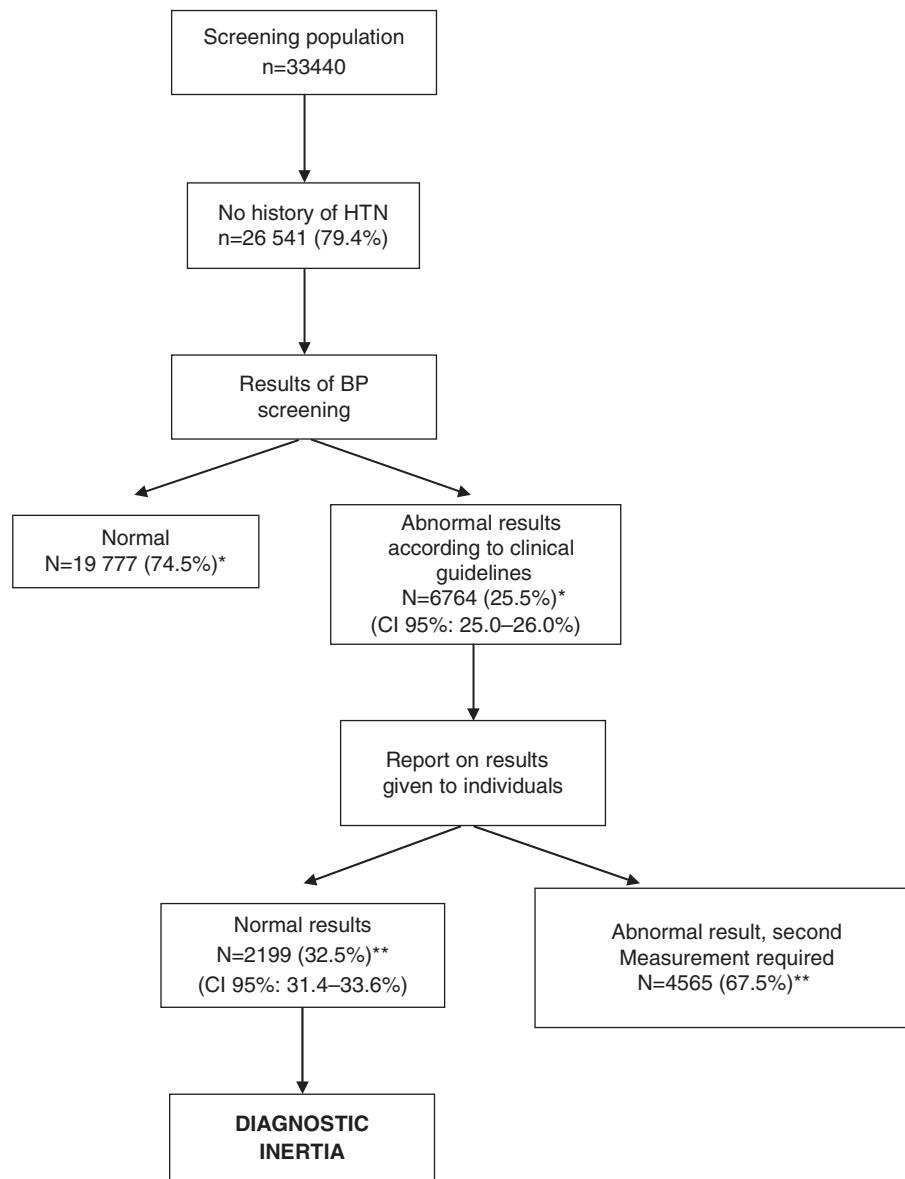 Screening population
n=33440
No history of HTN
n=26 541 (79.4%)
Results of BP
screening
Normal
N=19 777 (74.5%)*
Abnormal results
according to clinical
guidelines
N=6764 (25.5%)*
(CI 95%: 25.0–26.0%)
Report on results
given to individuals
Normal results
N=2199 (32.5%)**
(CI 95%: 31.4–33.6%)
Abnormal result, second
Measurement required
N=4565 (67.5%)**
DIAGNOSTIC
INERTIA